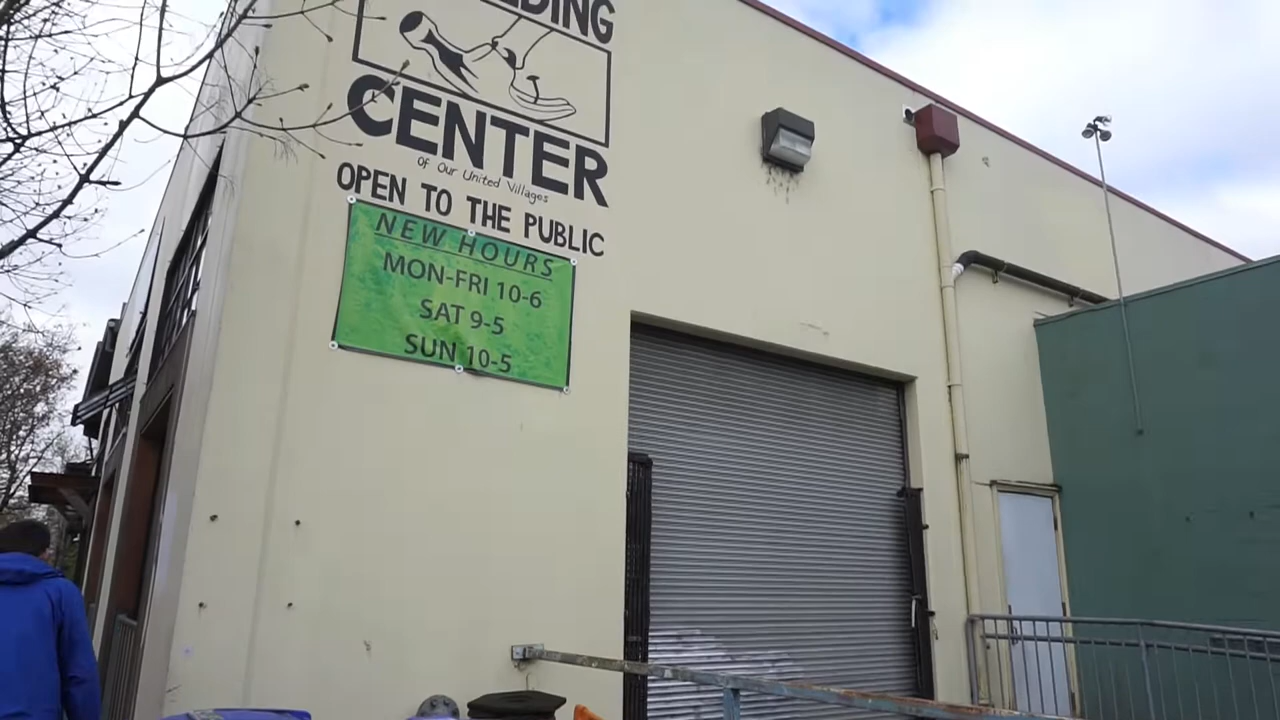 CENTER
Of Our United Villages
OPEN TO THE PUBLIC
NEW HOURS
MON-FRI 10-6
SAT 9-5
SUN 10-5